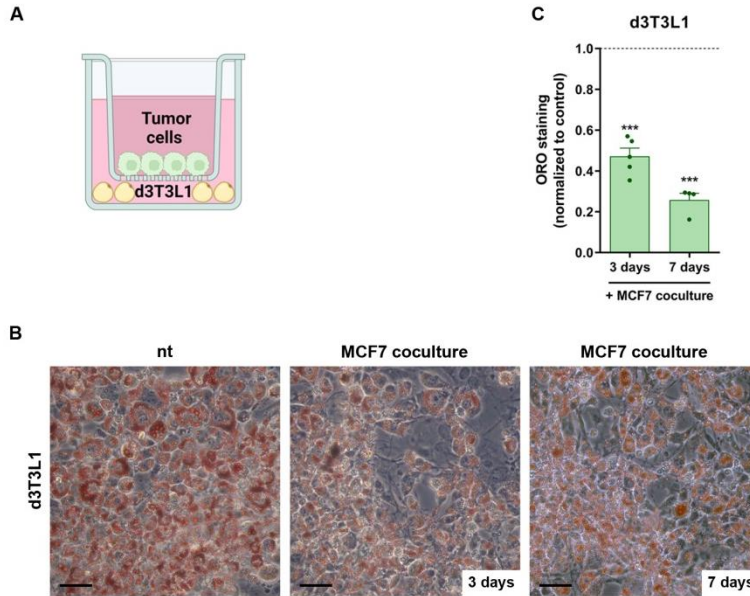 A
Tumor
cells
d3T3L1
C
d3T3L1
ORO staining
(normalized to control)
1.0
0.8
0.6
0.4
0.2
0.0
***
***
3 days
7 days
+ MCF7 coculture
B
nt
MCF7 coculture
MCF7 coculture
d3T3L1
3 days
7 days